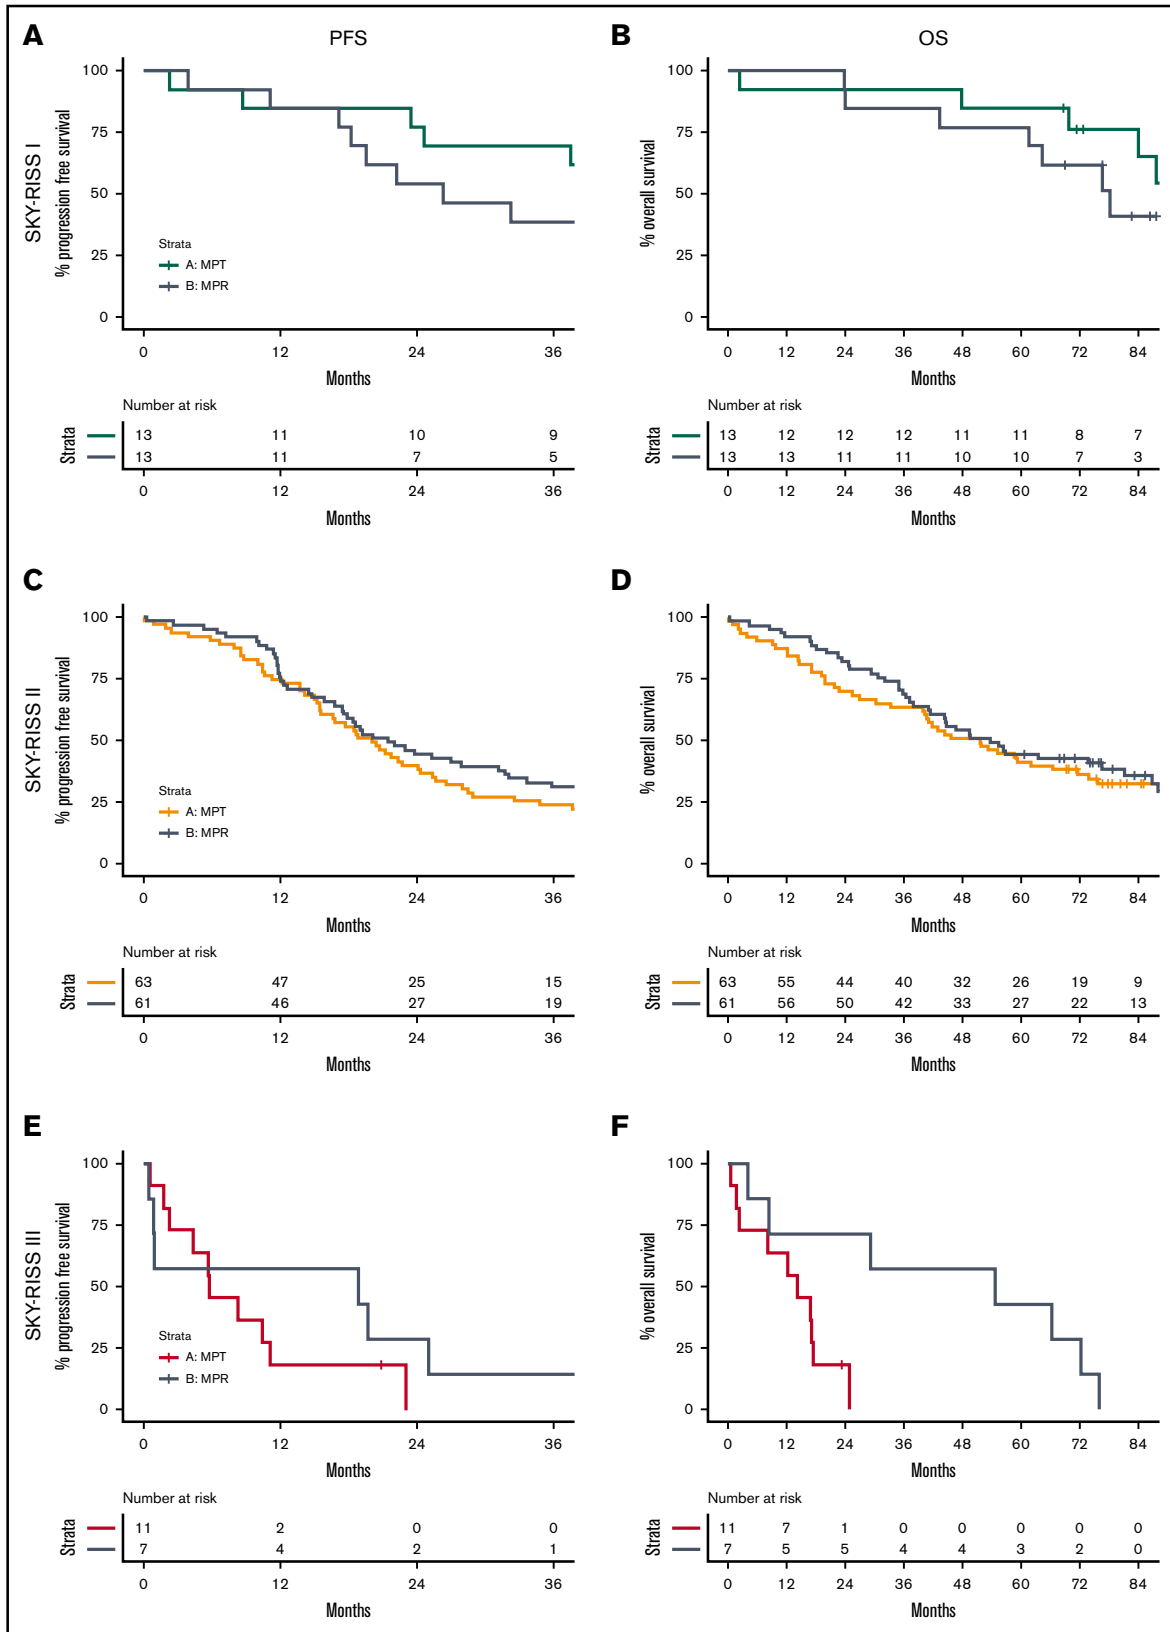 A
PFS
SKY-RISS I
% progression free survival
100
75
50
25
0
Strata
A: MPT
B: MPR
0 12 24 36
Months
Number at risk
Strata
13 11 10 9
13 11 7 5
0 12 24 36
Months
B
OS
% overall survival
100
75
50
25
0
0 12 24 36 48 60 72 84
Months
Number at risk
Strata
13 12 12 12 11 11 8 7
13 13 11 11 10 10 7 3
0 12 24 36 48 60 72 84
Months
C
SKY-RISS II
% progression free survival
100
75
50
25
0
Strata
A: MPT
B: MPR
0 12 24 36
Months
Number at risk
Strata
63 47 25 15
61 46 27 19
0 12 24 36
Months
D
% overall survival
100
75
50
25
0
0 12 24 36 48 60 72 84
Months
Number at risk
Strata
63 55 44 40 32 26 19 9
61 56 50 42 33 27 22 13
0 12 24 36 48 60 72 84
Months
E
SKY-RISS III
% progression free survival
100
75
50
25
0
Strata
A: MPT
B: MPR
0 12 24 36
Months
Number at risk
Strata
11 2 0 0
7 4 2 1
0 12 24 36
Months
F
% overall survival
100
75
50
25
0
0 12 24 36 48 60 72 84
Months
Number at risk
Strata
11 7 1 0 0 0 0 0
7 5 5 4 4 3 2 0
0 12 24 36 48 60 72 84
Months